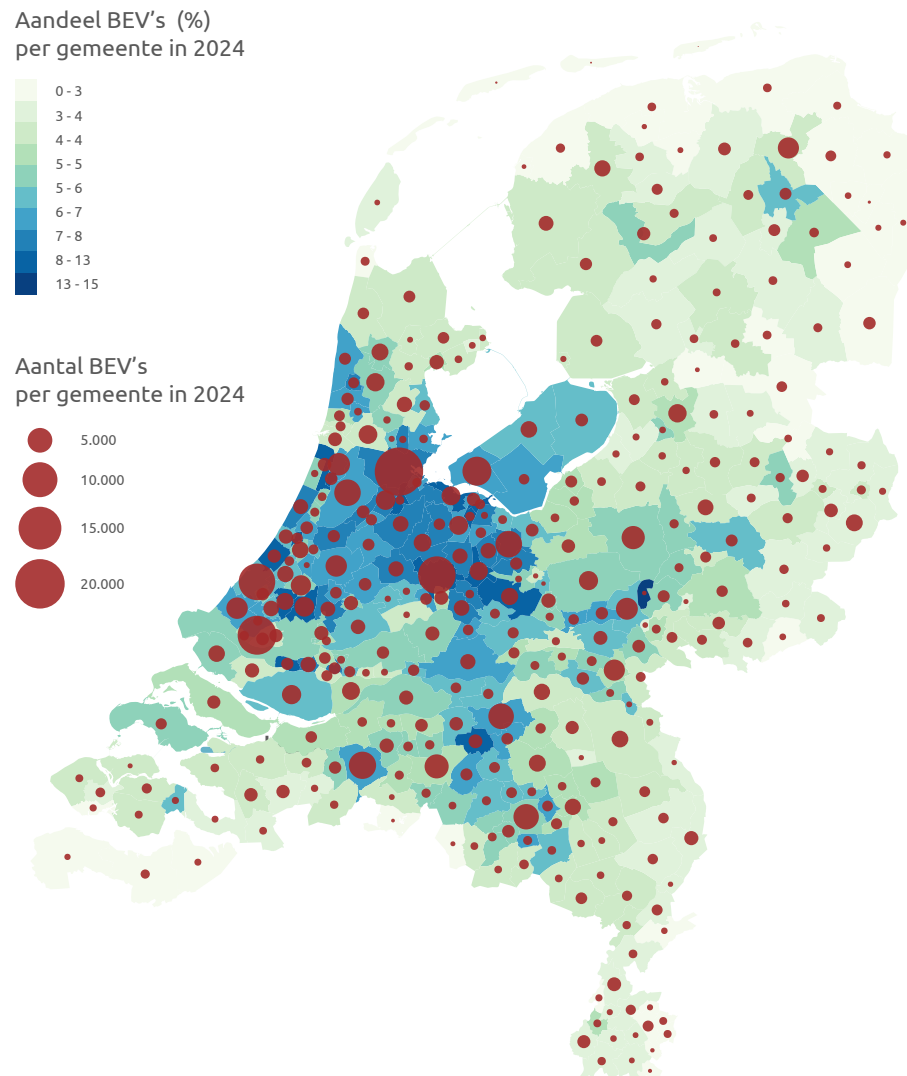 Aandeel BEV’s (%)
per gemeente in 2024
0 - 3
3 - 4
4 - 4
5 - 5
5 - 6
6 - 7
7 - 8
8 - 13
13 - 15
Aantal BEV’s
per gemeente in 2024
5.000
10.000
15.000
20.000